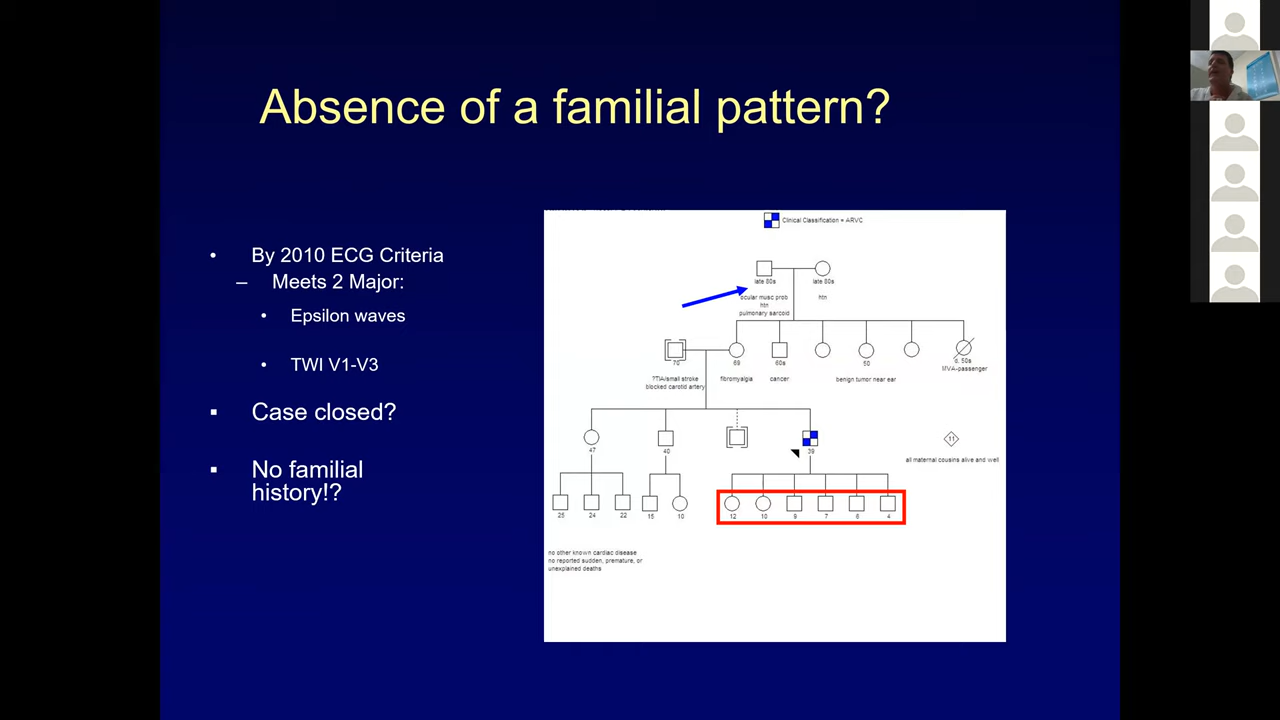 Absence of a familial pattern?
• By 2010 ECG Criteria
– Meets 2 Major:
• Epsilon waves
• TWI V1-V3
▪ Case closed?
▪ No familial
history!?
Clinical Classification + ARVC
late 80s late 80s
ocular musc prob htn
htn
pulmonary sarcoid
70 69 60s 50 d. 50s
MVA-passenger
?TIA/small stroke fibromyalgia cancer benign tumor near ear
blocked carotid artery
47 40 39 11
all maternal cousins alive and well
25 24 22 15 10 12 10 9 7 6 4
no other known cardiac disease
no reported sudden, premature, or
unexplained deaths